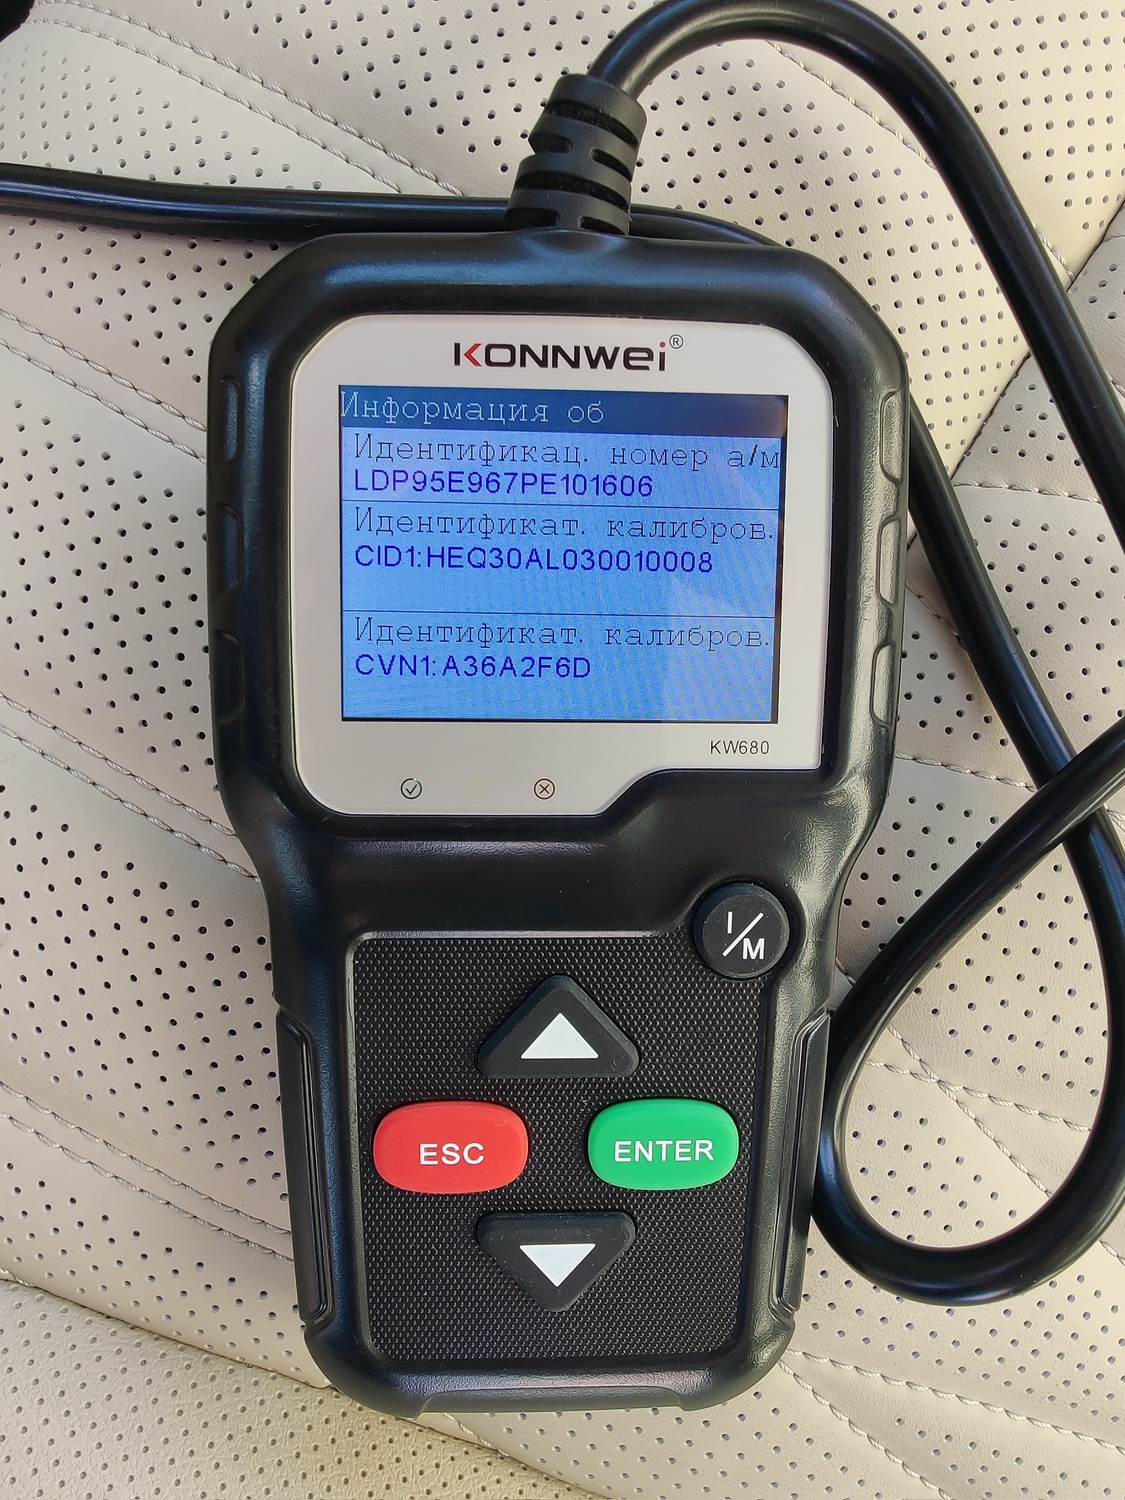 KONNWEI®
Информация об
Идентификац. номер а/м
LDP95E967PE101606
Идентификат. калибров.
CID1:HEQ30AL030010008
Идентификат. калибров.
CVN1:A36A2F6D
KW680
I/M
ESC
ENTER